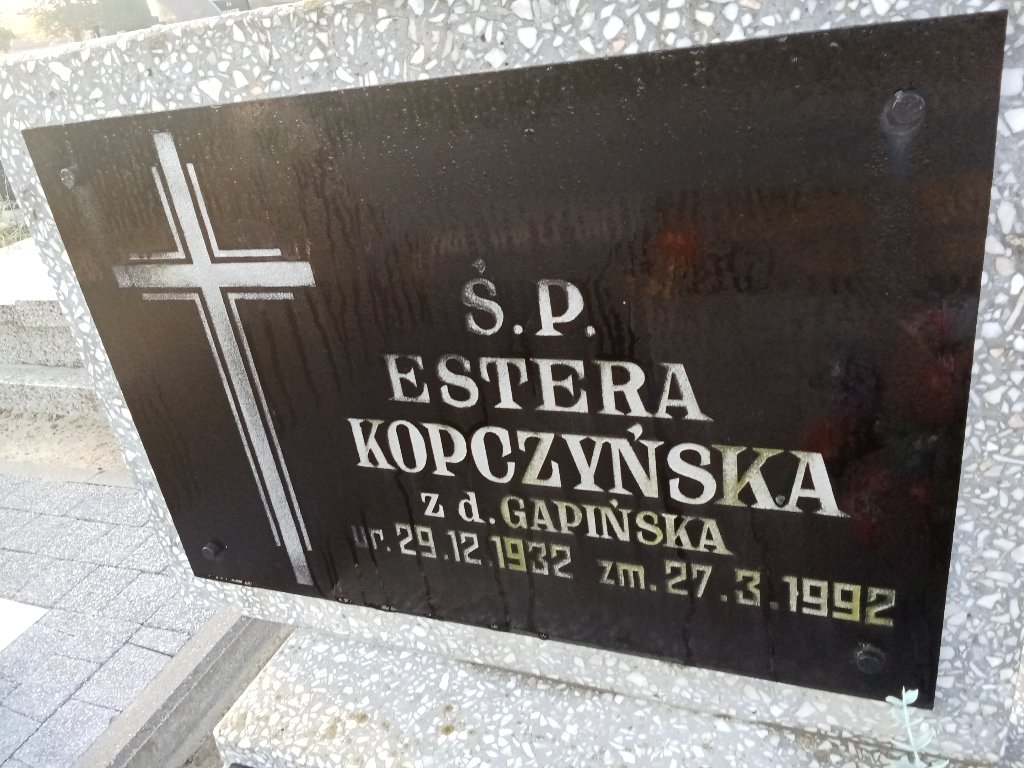 Ś.P.
ESTERA
KOPCZYŃSKA
z d. GAPIŃSKA
ur. 29.12.1932 zm. 27.3.1992